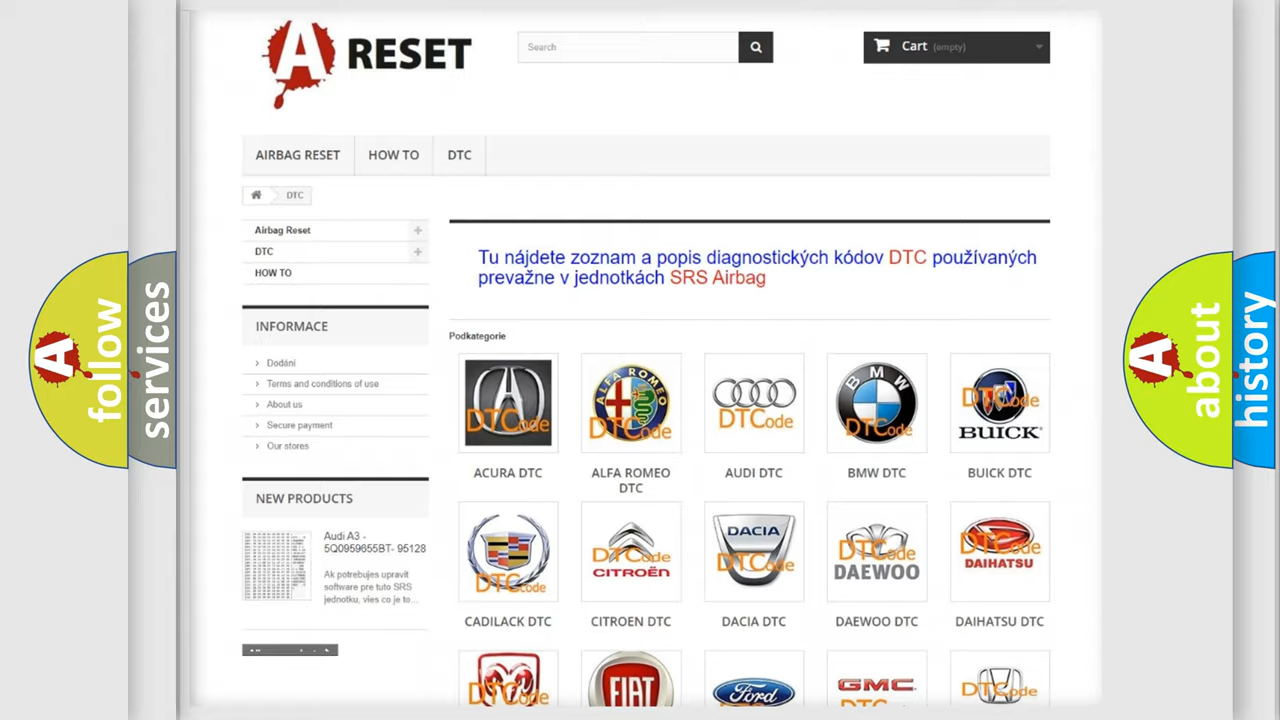 A RESET
Search
Cart (empty)
AIRBAG RESET
HOW TO
DTC
DTC
Airbag Reset
DTC
HOW TO
INFORMACE
Dodání
Terms and conditions of use
About us
Secure payment
Our stores
NEW PRODUCTS
Audi A3 -
5Q0959655BT- 95128
Ak potrebujes upravit
software pre tuto SRS
jednotku, vies co je to...
Tu nájdete zoznam a popis diagnostických kódov DTC používaných
prevažne v jednotkách SRS Airbag
Podkategorie
DTCode
ALFA ROMEO
DTCode
DTCode
BMW
DTCode
DTCode
BUICK
ACURA DTC
ALFA ROMEO
DTC
AUDI DTC
BMW DTC
BUICK DTC
DTCode
DTCode
CITROËN
DACIA
DTCode
DTCode
DAEWOO
DTCode
DAIHATSU
CADILACK DTC
CITROEN DTC
DACIA DTC
DAEWOO DTC
DAIHATSU DTC
DTCode
FIAT
Ford
GMC
DTCode
A follow
services
A about
history